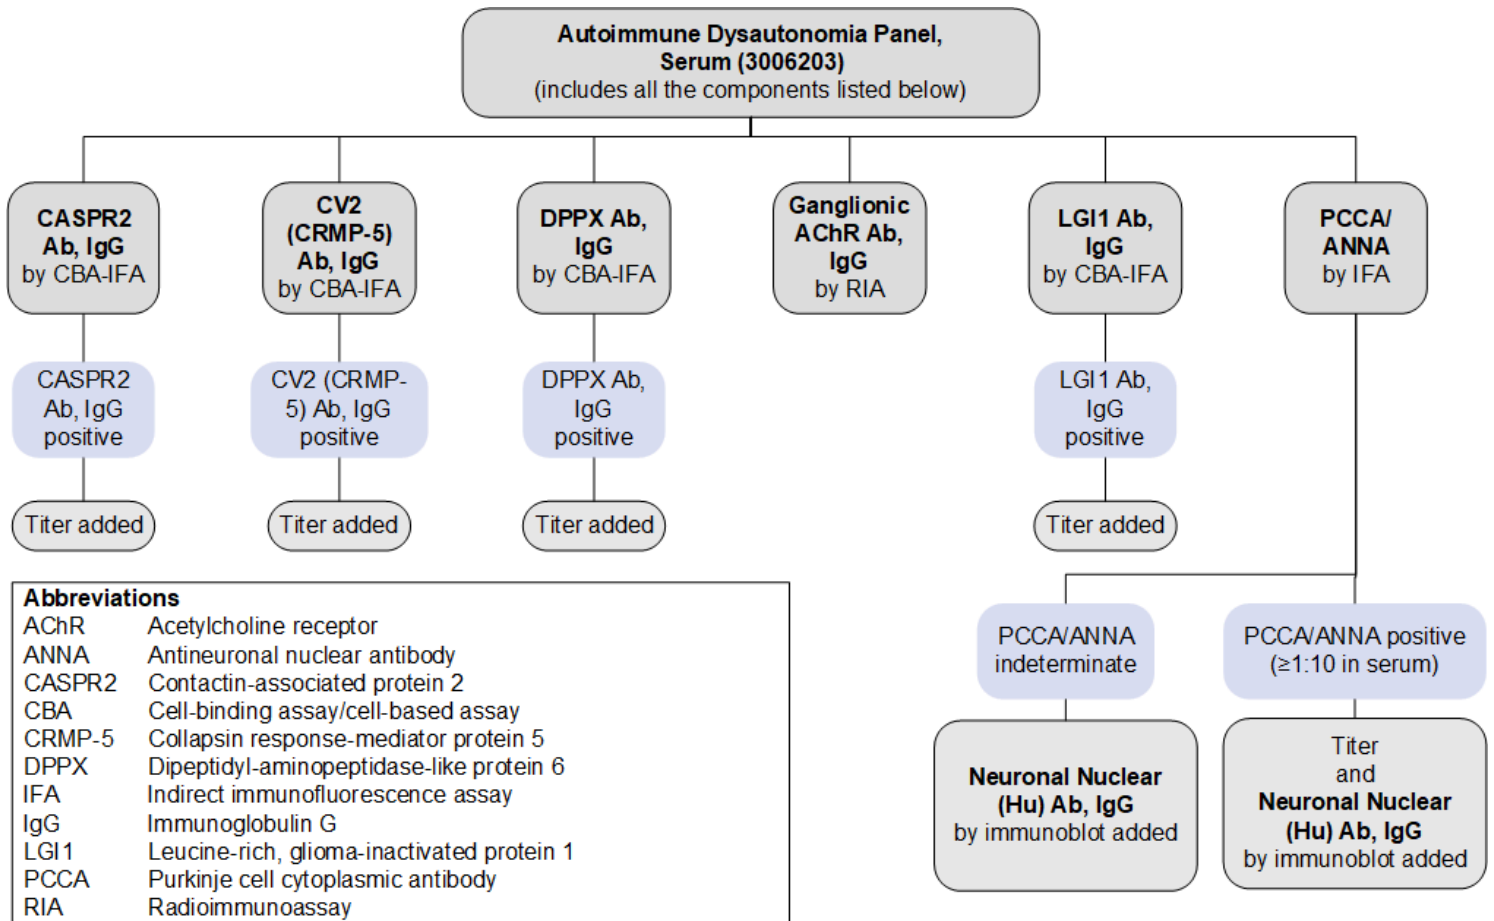 Autoimmune Dysautonomia Panel,
Serum (3006203)
(includes all the components listed below)
CASPR2
Ab, IgG
by CBA-IFA
CV2
(CRMP-5)
Ab, IgG
by CBA-IFA
DPPX Ab,
IgG
by CBA-IFA
Ganglionic
AChR Ab,
IgG
by RIA
LGI1 Ab,
IgG
by CBA-IFA
PCCA/
ANNA
by IFA
CASPR2
Ab, IgG
positive
CV2 (CRMP-
5) Ab, IgG
positive
DPPX Ab,
IgG
positive
LGI1 Ab,
IgG
positive
Titer added
Titer added
Titer added
Titer added
PCCA/ANNA
indeterminate
PCCA/ANNA positive
(≥1:10 in serum)
Neuronal Nuclear
(Hu) Ab, IgG
by immunoblot added
Titer
and
Neuronal Nuclear
(Hu) Ab, IgG
by immunoblot added
Abbreviations
AChR Acetylcholine receptor
ANNA Antineuronal nuclear antibody
CASPR2 Contactin-associated protein 2
CBA Cell-binding assay/cell-based assay
CRMP-5 Collapsin response-mediator protein 5
DPPX Dipeptidyl-aminopeptidase-like protein 6
IFA Indirect immunofluorescence assay
IgG Immunoglobulin G
LGI1 Leucine-rich, glioma-inactivated protein 1
PCCA Purkinje cell cytoplasmic antibody
RIA Radioimmunoassay